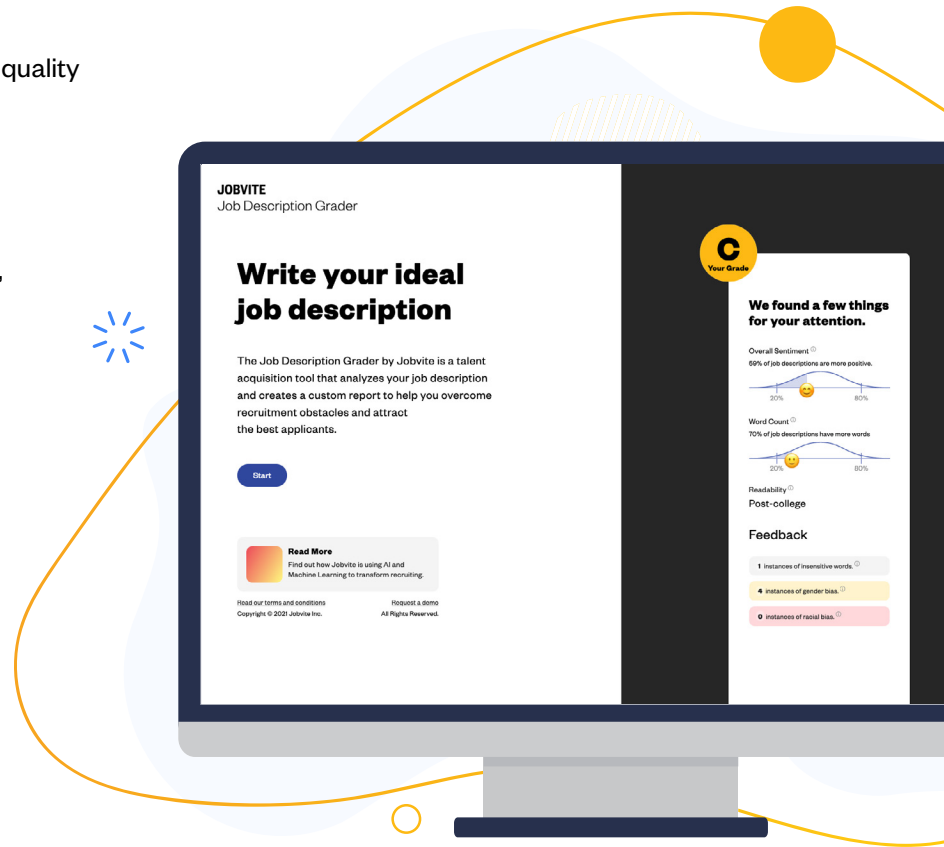 quality
JOBVITE
Job Description Grader
Write your ideal
job description
The Job Description Grader by Jobvite is a talent
acquisition tool that analyzes your job description
and creates a custom report to help you overcome
recruitment obstacles and attract
the best applicants.
Start
Read More
Find out how Jobvite is using AI and
Machine Learning to transform recruiting.
Read our terms and conditions
Request a demo
Copyright © 2021 Jobvite Inc.
All Rights Reserved.
C
Your Grade
We found a few things
for your attention.
Overall Sentiment ⓘ
59% of job descriptions are more positive.
20% 80%
Word Count ⓘ
70% of job descriptions have more words
20% 80%
Readability ⓘ
Post-college
Feedback
1 instances of insensitive words. ⓘ
4 instances of gender bias. ⓘ
0 instances of racial bias. ⓘ